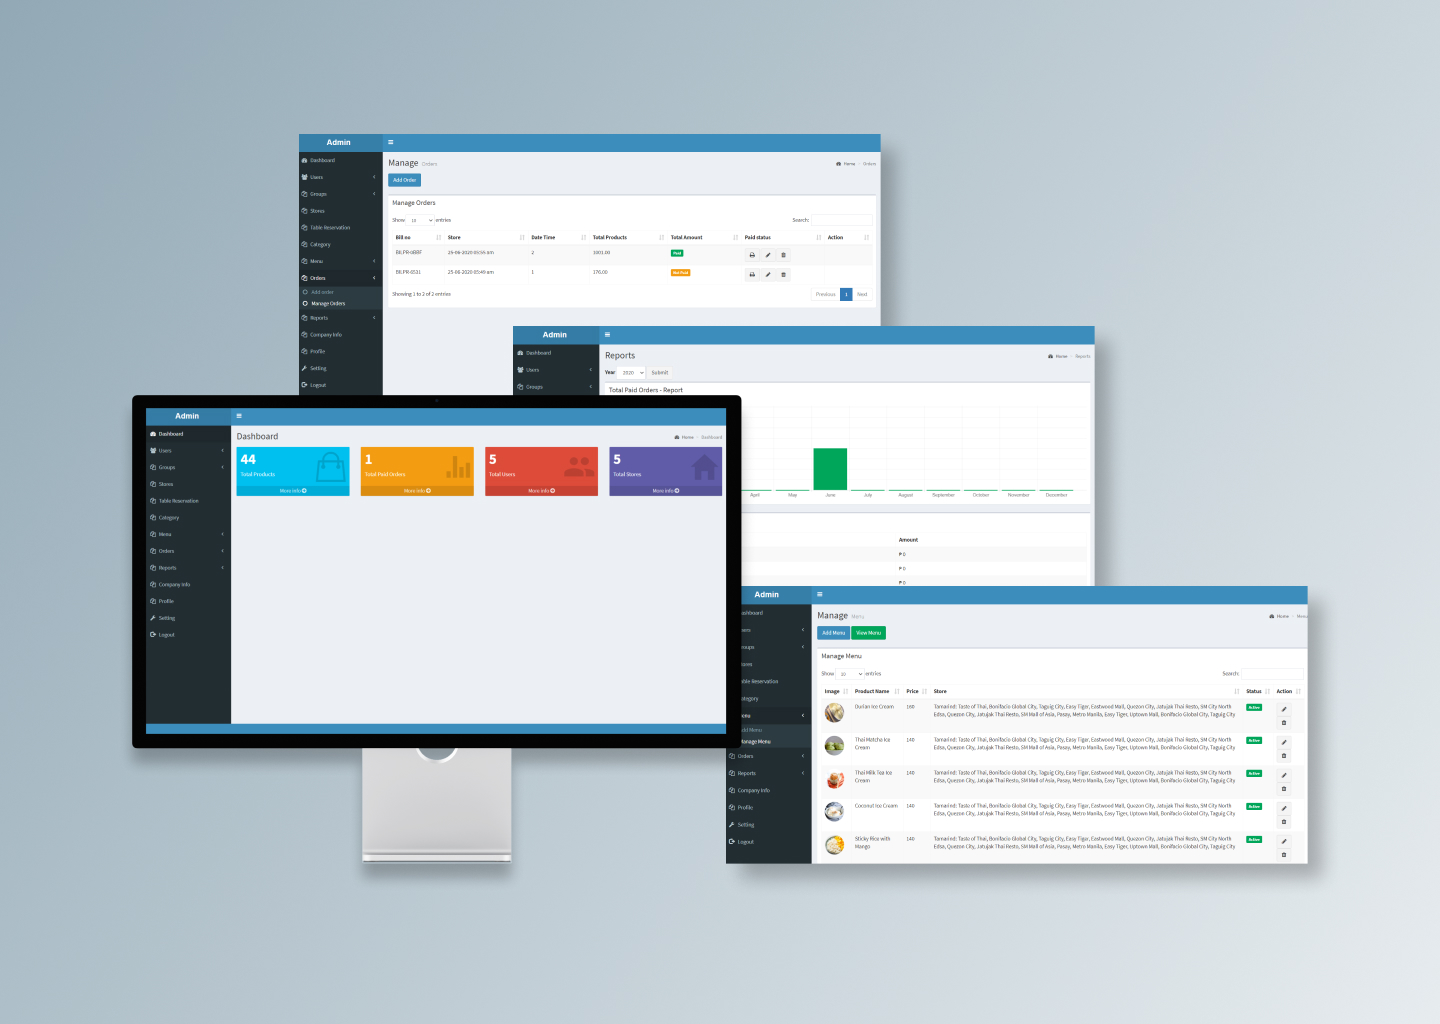 Admin
Dashboard
Users
Groups
Stores
Table Reservation
Category
Menu
Orders
Add order
Manage Orders
Reports
Company Info
Profile
Setting
Logout
Manage Orders
Home > Orders
Add Order
Manage Orders
Show 10 entries
Search:
Bill no Store Date Time Total Products Total Amount Paid status Action
25-06-2020 05:55 am 2 1001.00 Paid
BILPR-6531 25-06-2020 05:49 am 1 176.00 Not Paid
Showing 1 to 2 of 2 entries
Previous 1 Next
Admin
Dashboard
Users
Groups
Reports
Home > Reports
Year 2020 Submit
Total Paid Orders - Report
April May June July August September October November December
Amount
₱ 0
₱ 0
₱ 0
Admin
Dashboard
Users
Groups
Stores
Table Reservation
Category
Menu
Orders
Reports
Company Info
Profile
Setting
Logout
Dashboard
Home > Dashboard
44
Total Products
More info
1
Total Paid Orders
More info
5
Total Users
More info
5
Total Stores
More info
Admin
ashboard
sers
roups
tores
able Reservation
ategory
enu
dd Menu
anage Menu
Orders
Reports
Company Info
Profile
Setting
Logout
Manage Menu
Home > Menu
Add Menu View Menu
Manage Menu
Show 10 entries
Search:
Image Product Name Price Store Status Action
Durian Ice Cream 160 Tamarind: Taste of Thai, Bonifacio Global City, Taguig City, Easy Tiger, Eastwood Mall, Quezon City, Jatujak Thai Resto, SM City North Active
Edsa, Quezon City, Jatujak Thai Resto, SM Mall of Asia, Pasay, Metro Manila, Easy Tiger, Uptown Mall, Bonifacio Global City, Taguig City
Thai Matcha Ice 140 Tamarind: Taste of Thai, Bonifacio Global City, Taguig City, Easy Tiger, Eastwood Mall, Quezon City, Jatujak Thai Resto, SM City North Active
Cream Edsa, Quezon City, Jatujak Thai Resto, SM Mall of Asia, Pasay, Metro Manila, Easy Tiger, Uptown Mall, Bonifacio Global City, Taguig City
Thai Milk Tea Ice 140 Tamarind: Taste of Thai, Bonifacio Global City, Taguig City, Easy Tiger, Eastwood Mall, Quezon City, Jatujak Thai Resto, SM City North Active
Cream Edsa, Quezon City, Jatujak Thai Resto, SM Mall of Asia, Pasay, Metro Manila, Easy Tiger, Uptown Mall, Bonifacio Global City, Taguig City
Coconut Ice Cream 140 Tamarind: Taste of Thai, Bonifacio Global City, Taguig City, Easy Tiger, Eastwood Mall, Quezon City, Jatujak Thai Resto, SM City North Active
Edsa, Quezon City, Jatujak Thai Resto, SM Mall of Asia, Pasay, Metro Manila, Easy Tiger, Uptown Mall, Bonifacio Global City, Taguig City
Sticky Rice with 140 Tamarind: Taste of Thai, Bonifacio Global City, Taguig City, Easy Tiger, Eastwood Mall, Quezon City, Jatujak Thai Resto, SM City North Active
Mango Edsa, Quezon City, Jatujak Thai Resto, SM Mall of Asia, Pasay, Metro Manila, Easy Tiger, Uptown Mall, Bonifacio Global City, Taguig City